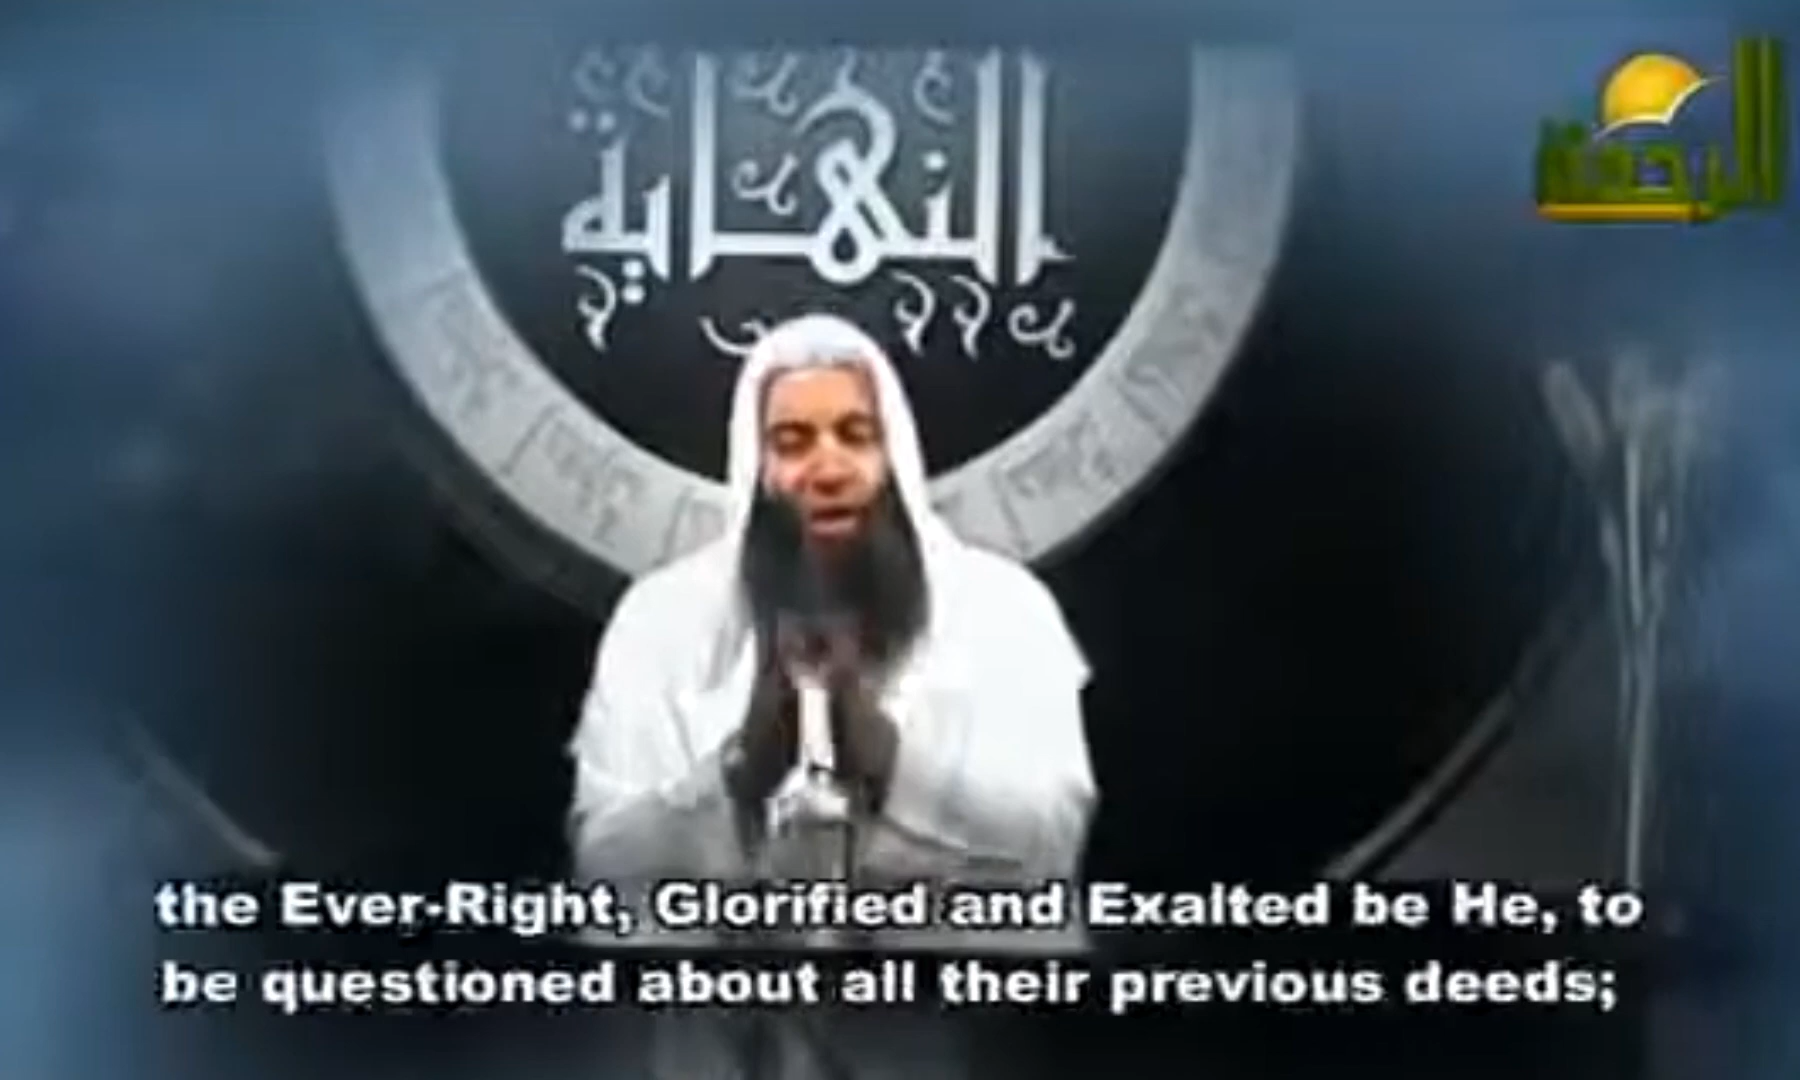 الرحمة
النهاية
the Ever-Right, Glorified and Exalted be He, to
be questioned about all their previous deeds;